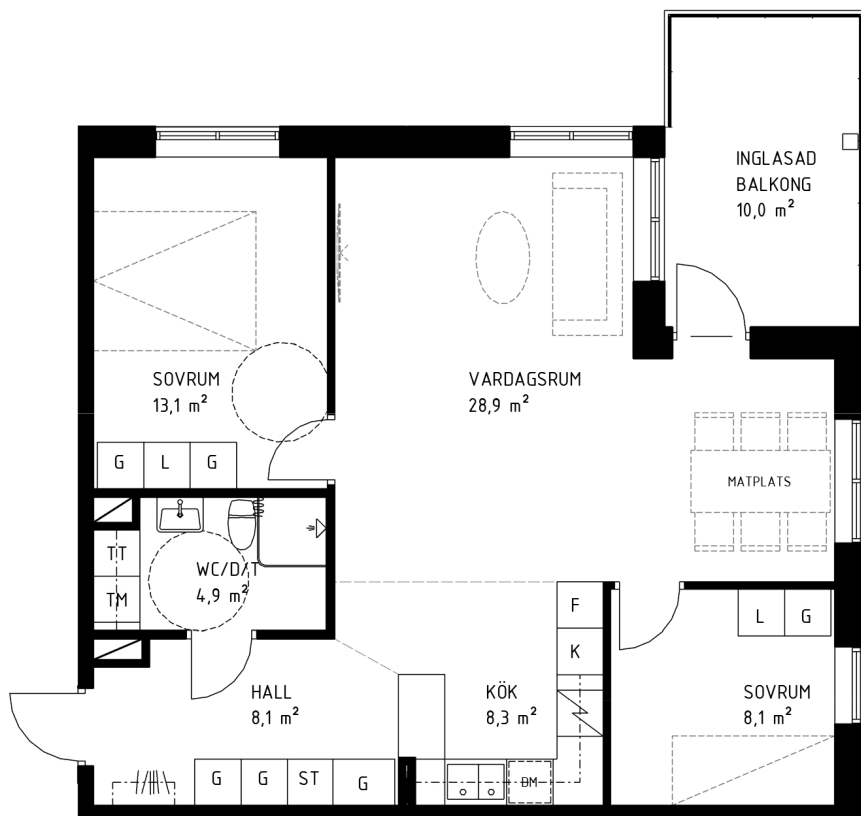 INGLASAD
BALKONG
10,0 m²
SOVRUM
13,1 m²
VARDAGSRUM
28,9 m²
G L G
MATPLATS
TT
WC/D/T
4,9 m²
TM
F
L G
K
HALL
8,1 m²
KÖK
8,3 m²
SOVRUM
8,1 m²
G G ST G
DM